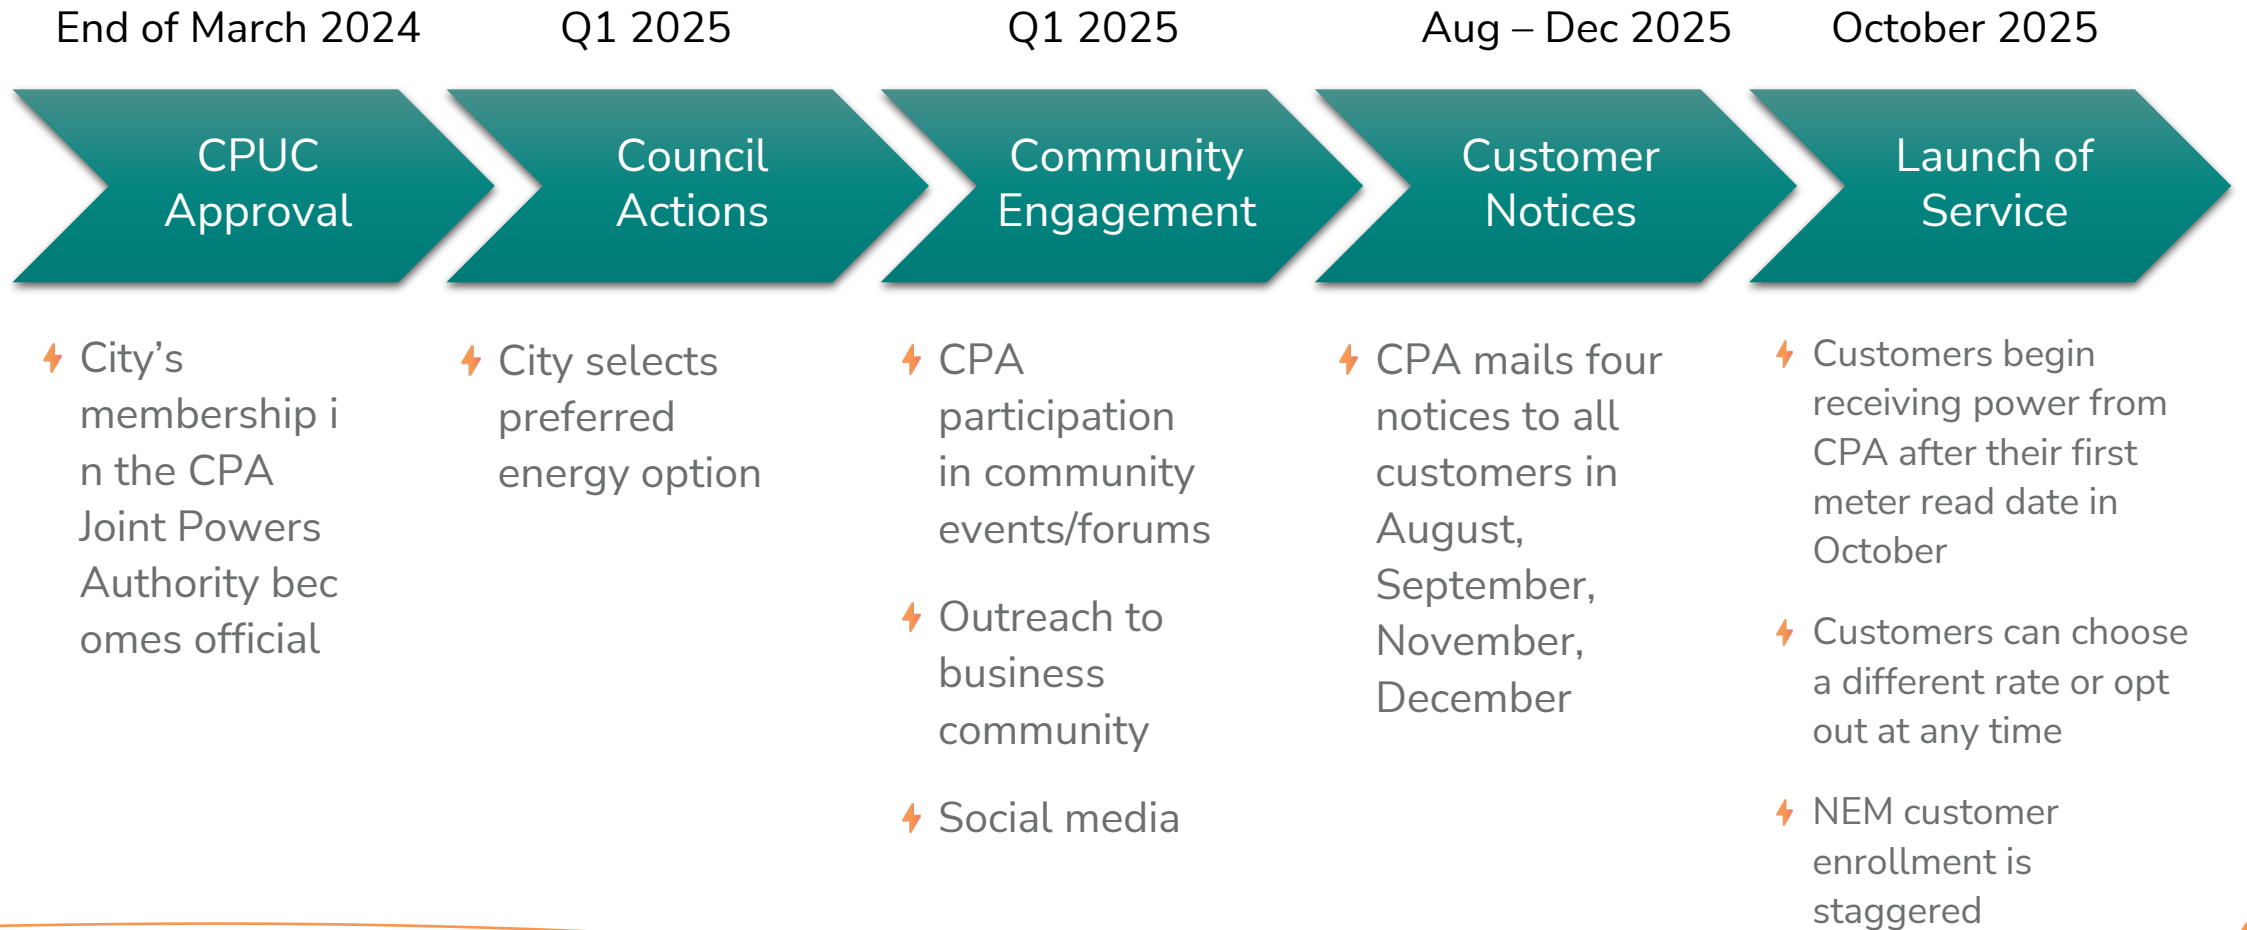 End of March 2024
Q1 2025
Q1 2025
Aug – Dec 2025
October 2025
CPUC
Approval
Council
Actions
Community
Engagement
Customer
Notices
Launch of
Service
City’s
membership i
n the CPA
Joint Powers
Authority bec
omes official
City selects
preferred
energy option
CPA
participation
in community
events/forums
Outreach to
business
community
Social media
CPA mails four
notices to all
customers in
August,
September,
November,
December
Customers begin
receiving power from
CPA after their first
meter read date in
October
Customers can choose
a different rate or opt
out at any time
NEM customer
enrollment is
staggered